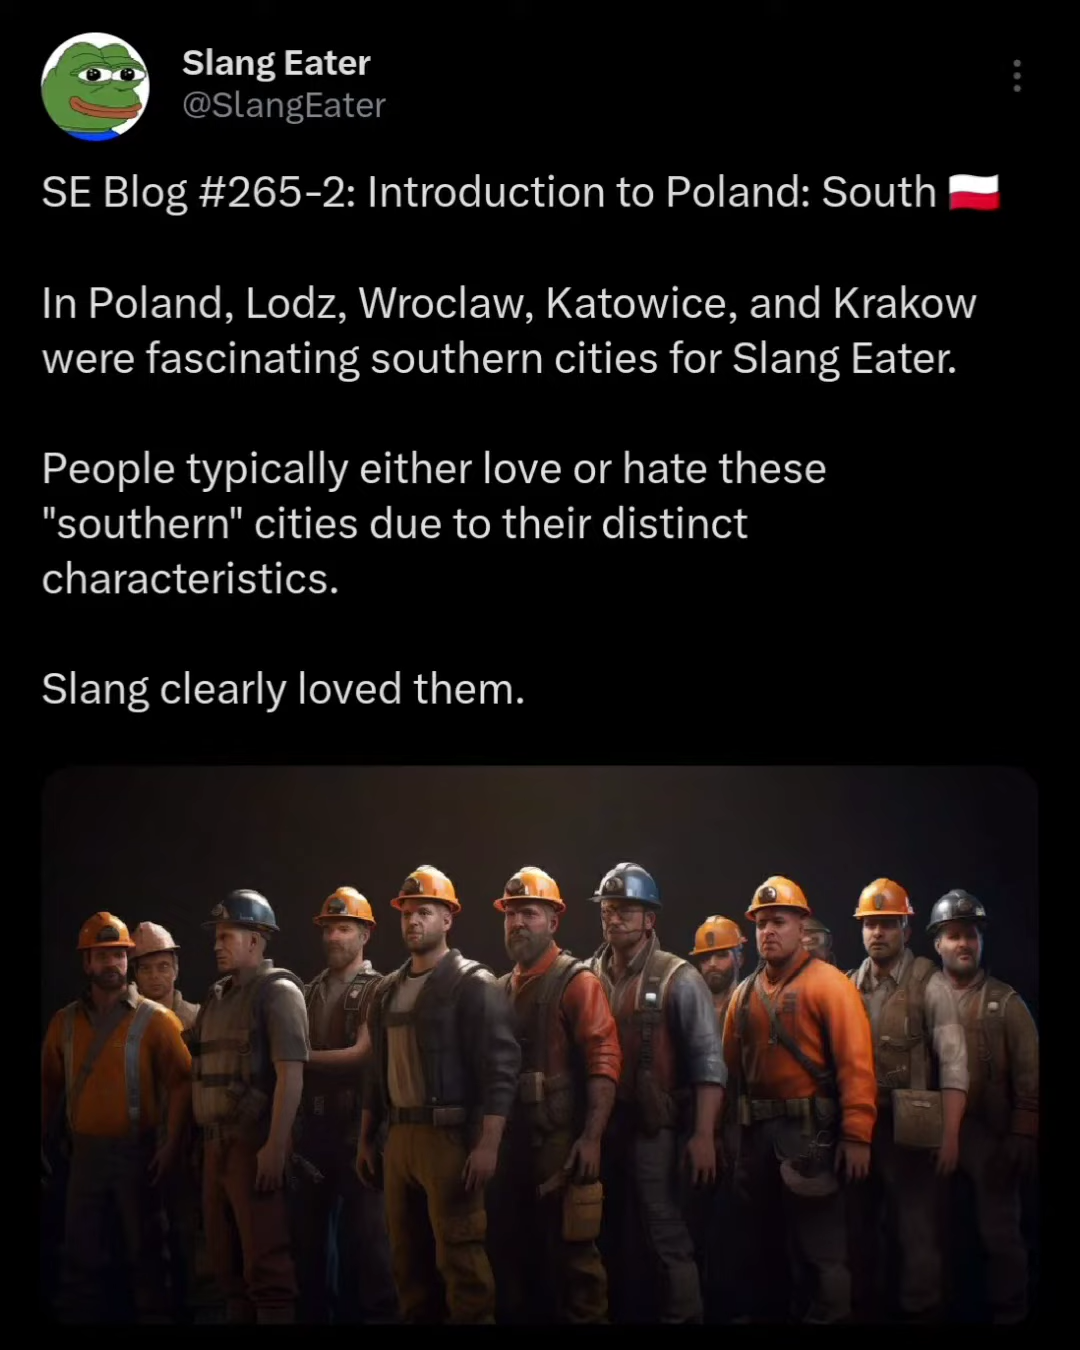 Slang Eater
@SlangEater
SE Blog #265-2: Introduction to Poland: South 🇵🇱
In Poland, Lodz, Wroclaw, Katowice, and Krakow
were fascinating southern cities for Slang Eater.
People typically either love or hate these
"southern" cities due to their distinct
characteristics.
Slang clearly loved them.